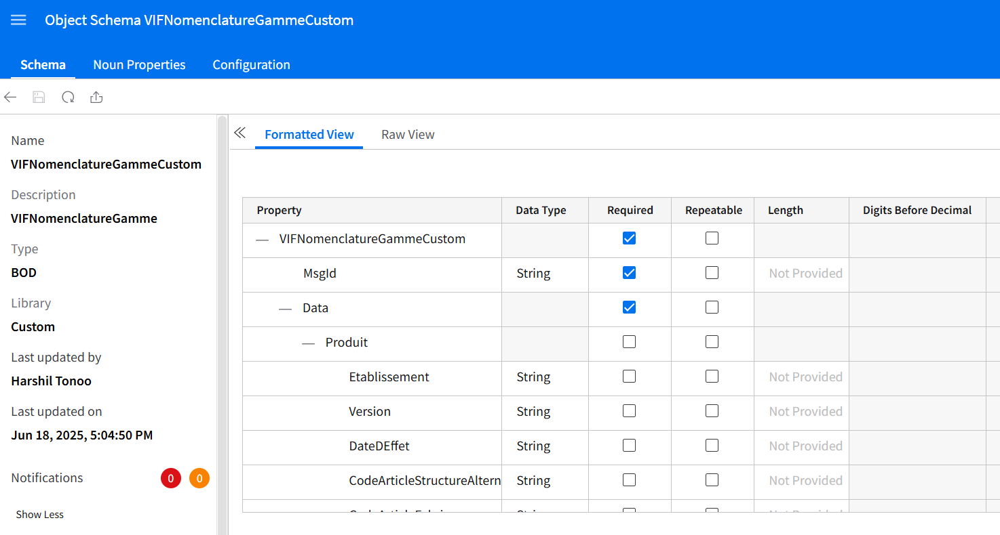 Object Schema VIFNomenclatureGammeCustom
Schema Noun Properties Configuration
Name
VIFNomenclatureGammeCustom
Description
VIFNomenclatureGamme
Type
BOD
Library
Custom
Last updated by
Harshil Tonoo
Last updated on
Jun 18, 2025, 5:04:50 PM
Notifications 0 0
Show Less
Formatted View Raw View
Property Data Type Required Repeatable Length Digits Before Decimal
VIFNomenclatureGammeCustom
MsgId String Not Provided
Data
Produit
Etablissement String Not Provided
Version String Not Provided
DateDEffet String Not Provided
CodeArticleStructureAltern String Not Provided